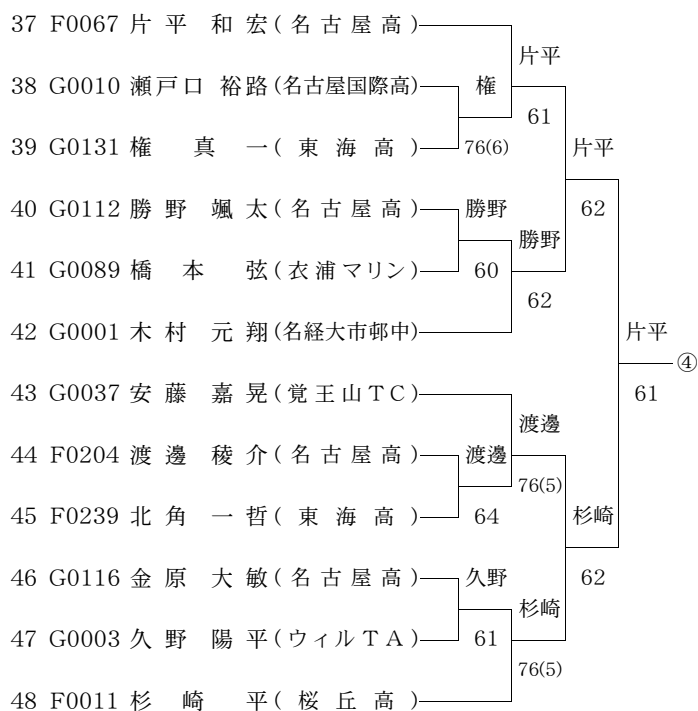 37 F0067 片平 和宏(名古屋高)
片平
38 G0010 瀬戸口 裕路(名古屋国際高)
権
61
39 G0131 権 真一(東海高)
76(6)
片平
40 G0112 勝野 颯太(名古屋高)
勝野
62
勝野
41 G0089 橋本 弦(衣浦マリン)
60
62
42 G0001 木村 元翔(名経大市邨中)
片平
④
43 G0037 安藤 嘉晃(覚王山TC)
61
渡邊
44 F0204 渡邊 稜介(名古屋高)
渡邊
76(5)
45 F0239 北角 一哲(東海高)
64
杉崎
46 G0116 金原 大敏(名古屋高)
久野
62
杉崎
47 G0003 久野 陽平(ウィルTA)
61
76(5)
48 F0011 杉崎 平(桜丘高)